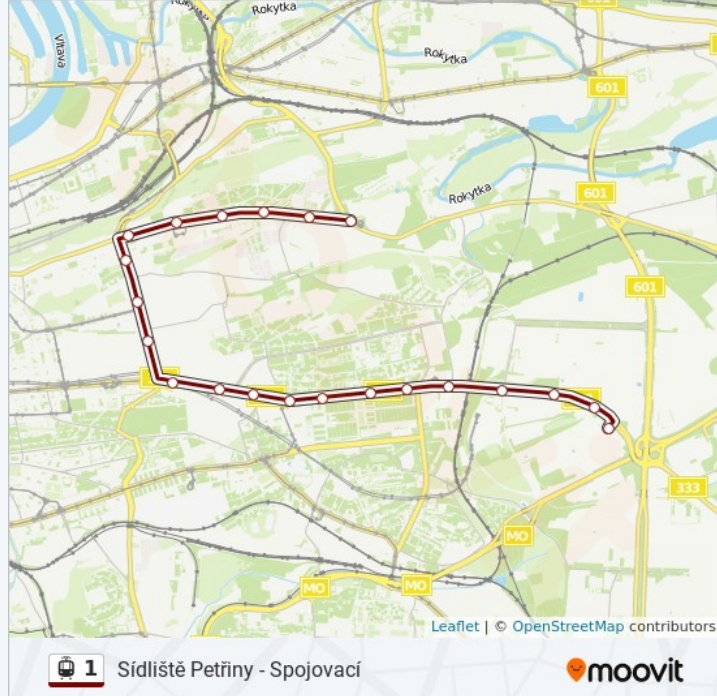 Rokytka
Vltava
Rokytka
601
601
Rokytka
601
333
MO
MO
MO
Leaflet | © OpenStreetMap contributors
1 Sídliště Petřiny - Spojovací
moovit